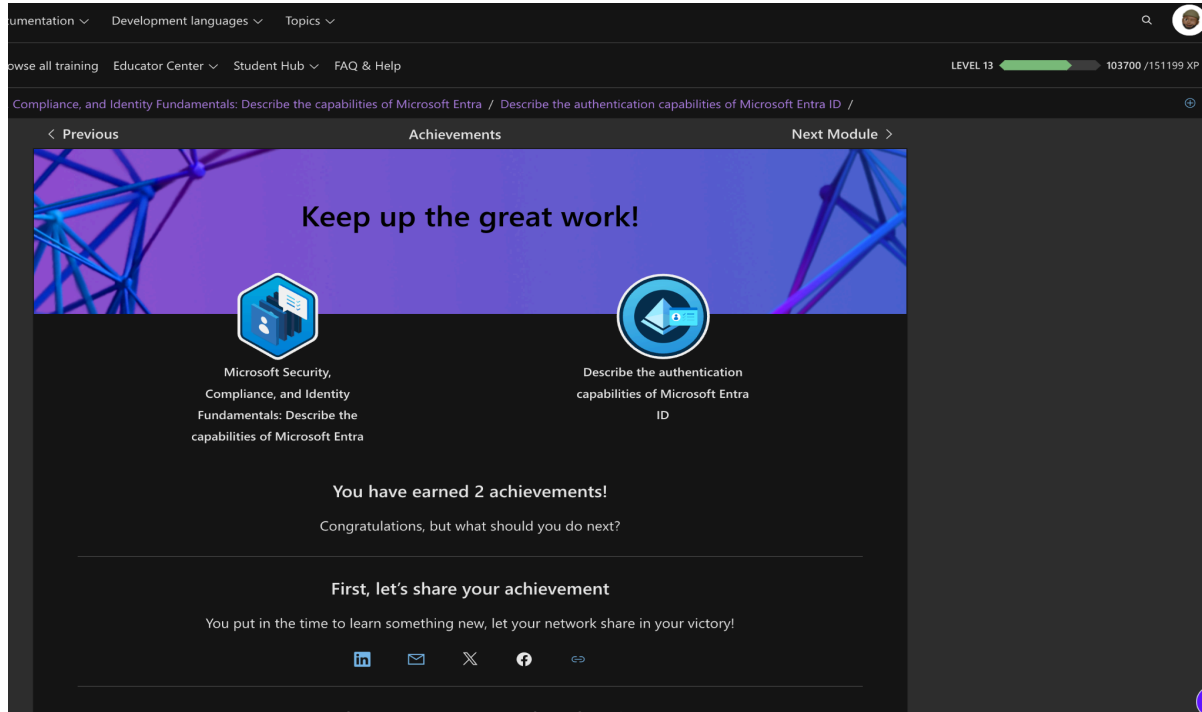 Development languages
Topics
all training
Educator Center
Student Hub
FAQ & Help
LEVEL 13
103700 /151199 XP
Compliance, and Identity Fundamentals: Describe the capabilities of Microsoft Entra / Describe the authentication capabilities of Microsoft Entra ID /
< Previous
Achievements
Next Module >
Keep up the great work!
Microsoft Security,
Compliance, and Identity
Fundamentals: Describe the
capabilities of Microsoft Entra
Describe the authentication
capabilities of Microsoft Entra
ID
You have earned 2 achievements!
Congratulations, but what should you do next?
First, let's share your achievement
You put in the time to learn something new, let your network share in your victory!
in
X
f